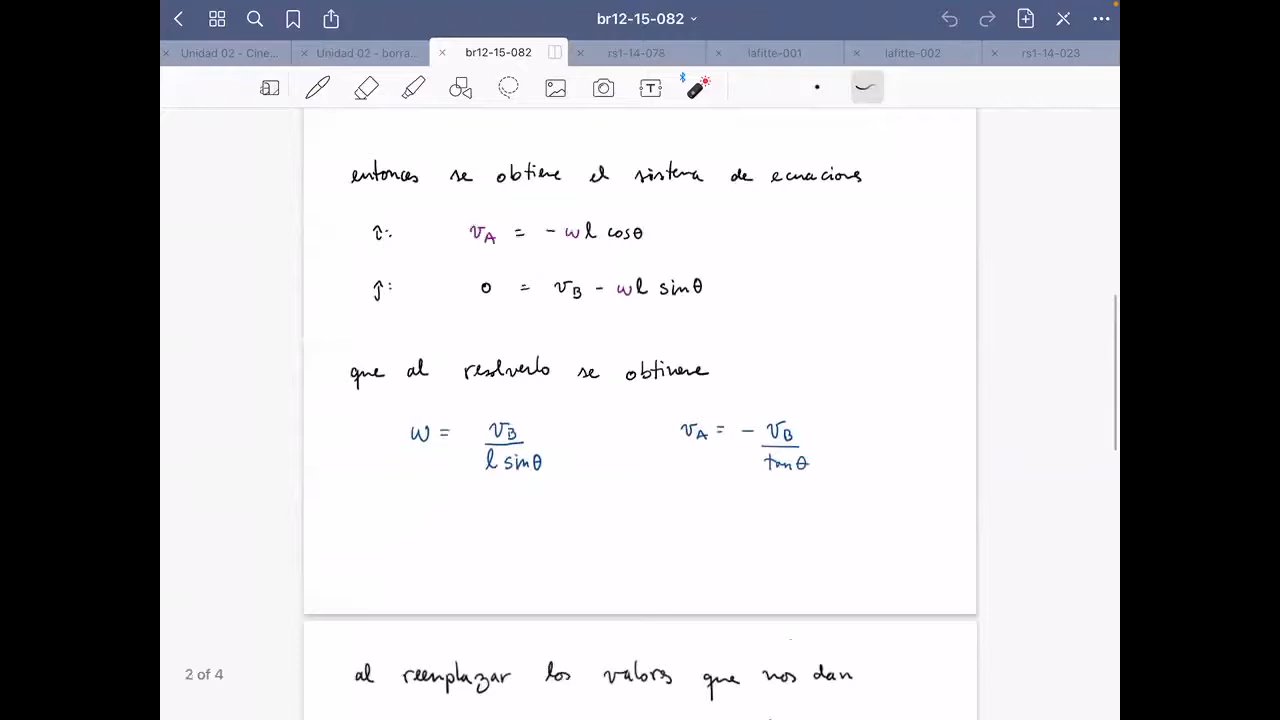 br12-15-082
Unidad 02 - Cine...
Unidad 02 - borra...
br12-15-082
rs1-14-078
lafitte-001
lafitte-002
rs1-14-023
entonces se obtiene el sistema de ecuaciones
î: v_A = - ωl cosθ
ĵ: 0 = v_B - ωl sinθ
que al resolverlo se obtiene
ω = v_B / l sinθ v_A = - v_B / tanθ
2 of 4
al reemplazar los valores que nos dan